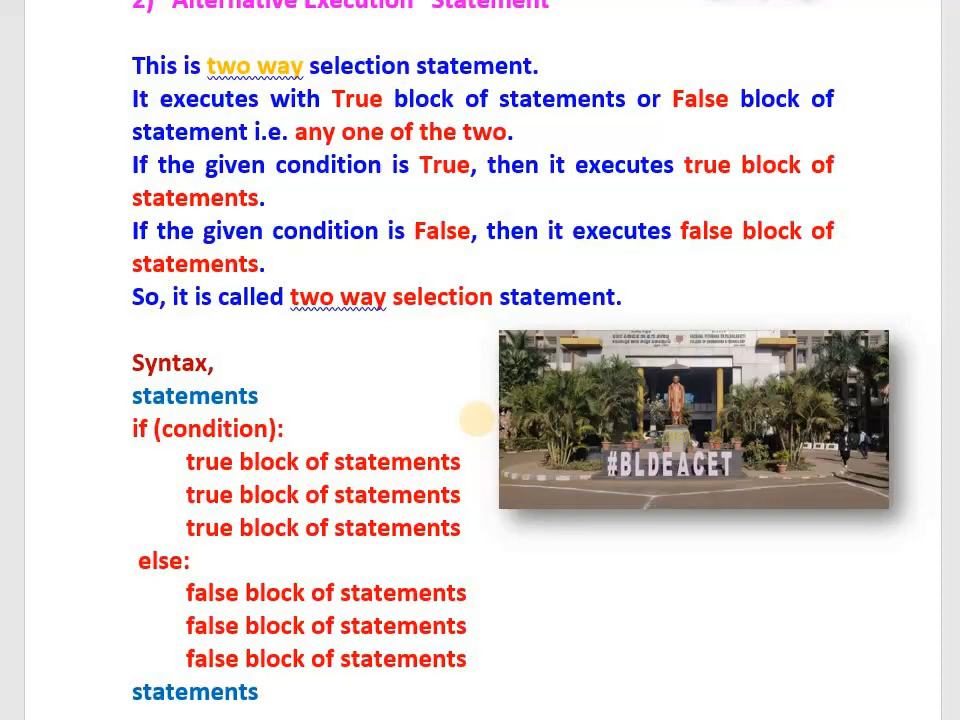 2) "Alternative Execution" Statement
This is two way selection statement.
It executes with True block of statements or False block of
statement i.e. any one of the two.
If the given condition is True, then it executes true block of
statements.
If the given condition is False, then it executes false block of
statements.
So, it is called two way selection statement.
Syntax,
statements
if (condition):
true block of statements
true block of statements
true block of statements
else:
false block of statements
false block of statements
false block of statements
statements
#BLDEACET